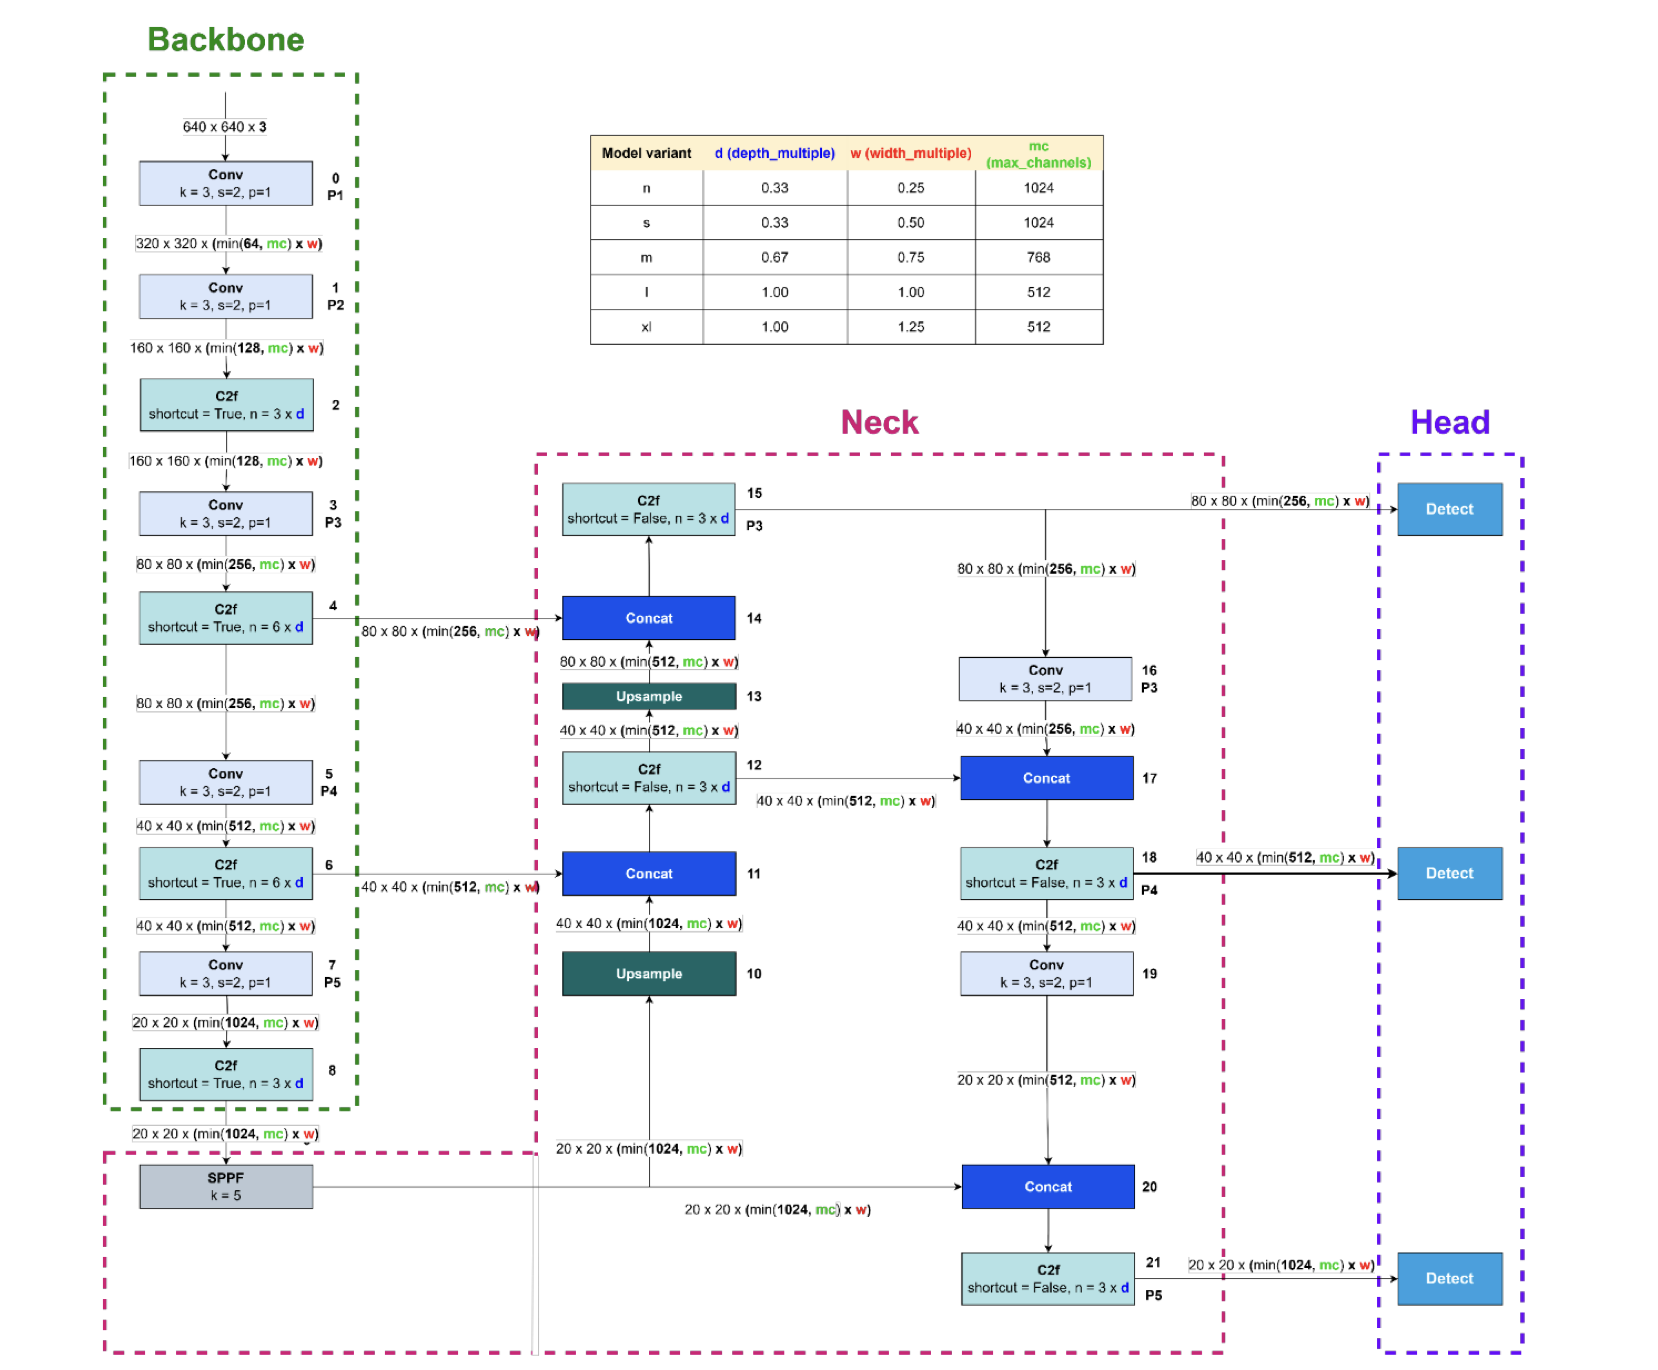 Backbone
640 x 640 x 3
Conv
k = 3, s=2, p=1
0
P1
320 x 320 x (min(64, mc) x w)
Conv
k = 3, s=2, p=1
1
P2
160 x 160 x (min(128, mc) x w)
C2f
shortcut = True, n = 3 x d
2
160 x 160 x (min(128, mc) x w)
Conv
k = 3, s=2, p=1
3
P3
80 x 80 x (min(256, mc) x w)
C2f
shortcut = True, n = 6 x d
4
80 x 80 x (min(256, mc) x w)
80 x 80 x (min(256, mc) x w)
Conv
k = 3, s=2, p=1
5
P4
40 x 40 x (min(512, mc) x w)
C2f
shortcut = True, n = 6 x d
6
40 x 40 x (min(512, mc) x w)
40 x 40 x (min(512, mc) x w)
Conv
k = 3, s=2, p=1
7
P5
20 x 20 x (min(1024, mc) x w)
C2f
shortcut = True, n = 3 x d
8
20 x 20 x (min(1024, mc) x w)
SPPF
k = 5
Model variant d (depth_multiple) w (width_multiple) mc (max_channels)
n 0.33 0.25 1024
s 0.33 0.50 1024
m 0.67 0.75 768
l 1.00 1.00 512
xl 1.00 1.25 512
Neck
C2f
shortcut = False, n = 3 x d
15
P3
Concat
14
80 x 80 x (min(512, mc) x w)
Upsample
13
40 x 40 x (min(512, mc) x w)
C2f
shortcut = False, n = 3 x d
12
40 x 40 x (min(512, mc) x w)
Concat
11
40 x 40 x (min(1024, mc) x w)
Upsample
10
20 x 20 x (min(1024, mc) x w)
20 x 20 x (min(1024, mc) x w)
80 x 80 x (min(256, mc) x w)
80 x 80 x (min(256, mc) x w)
Conv
k = 3, s=2, p=1
16
P3
40 x 40 x (min(256, mc) x w)
Concat
17
C2f
shortcut = False, n = 3 x d
18
P4
40 x 40 x (min(512, mc) x w)
40 x 40 x (min(512, mc) x w)
Conv
k = 3, s=2, p=1
19
20 x 20 x (min(512, mc) x w)
Concat
20
C2f
shortcut = False, n = 3 x d
21
P5
20 x 20 x (min(1024, mc) x w)
Head
Detect
Detect
Detect